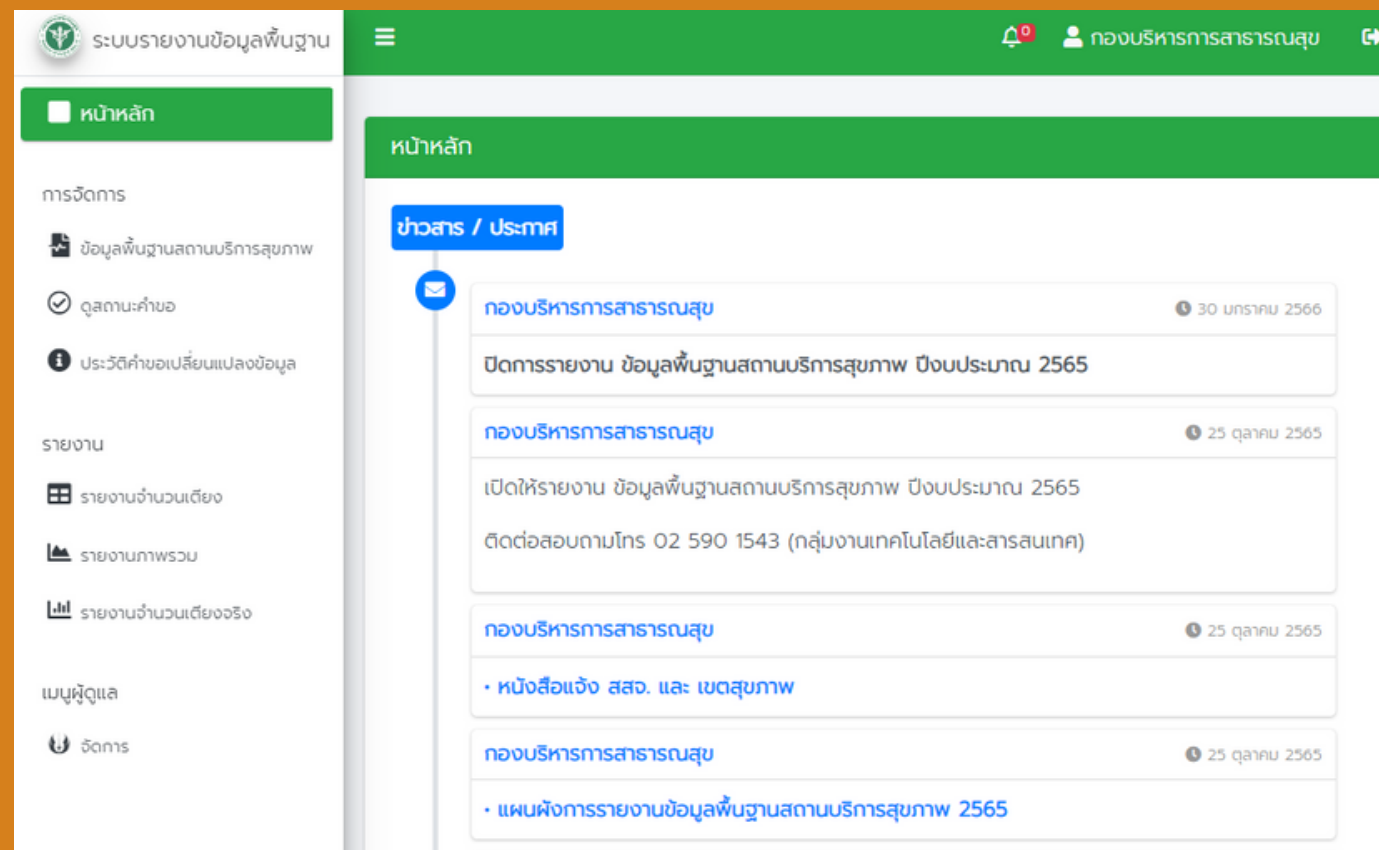 ระบบรายงานข้อมูลพื้นฐาน
0
กองบริหารการสาธารณสุข
หน้าหลัก
การจัดการ
ข้อมูลพื้นฐานสถานบริการสุขภาพ
ดูสถานะคำขอ
ประวัติคำขอเปลี่ยนแปลงข้อมูล
รายงาน
รายงานจำนวนเตียง
รายงานภาพรวม
รายงานจำนวนเตียงจริง
เมนูผู้ดูแล
จัดการ
หน้าหลัก
ข่าวสาร / ประกาศ
กองบริหารการสาธารณสุข 30 มกราคม 2566
ปิดการรายงาน ข้อมูลพื้นฐานสถานบริการสุขภาพ ปีงบประมาณ 2565
กองบริหารการสาธารณสุข 25 ตุลาคม 2565
เปิดให้รายงาน ข้อมูลพื้นฐานสถานบริการสุขภาพ ปีงบประมาณ 2565
ติดต่อสอบถามโทร 02 590 1543 (กลุ่มงานเทคโนโลยีและสารสนเทศ)
กองบริหารการสาธารณสุข 25 ตุลาคม 2565
• หนังสือแจ้ง สสจ. และ เขตสุขภาพ
กองบริหารการสาธารณสุข 25 ตุลาคม 2565
• แผนผังการรายงานข้อมูลพื้นฐานสถานบริการสุขภาพ 2565